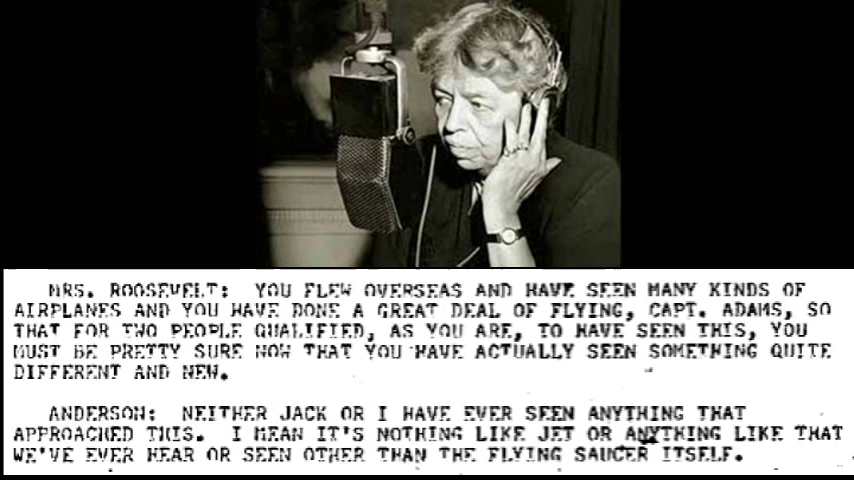 MRS. ROOSEVELT: YOU FLEW OVERSEAS AND HAVE SEEN MANY KINDS OF
AIRPLANES AND YOU HAVE DONE A GREAT DEAL OF FLYING, CAPT. ADAMS, SO
THAT FOR TWO PEOPLE QUALIFIED, AS YOU ARE, TO HAVE SEEN THIS, YOU
MUST BE PRETTY SURE NOW THAT YOU HAVE ACTUALLY SEEN SOMETHING QUITE
DIFFERENT AND NEW.
ANDERSON: NEITHER JACK OR I HAVE EVER SEEN ANYTHING THAT
APPROACHED THIS. I MEAN IT'S NOTHING LIKE JET OR ANYTHING LIKE THAT
WE'VE EVER HEAR OR SEEN OTHER THAN THE FLYING SAUCER ITSELF.